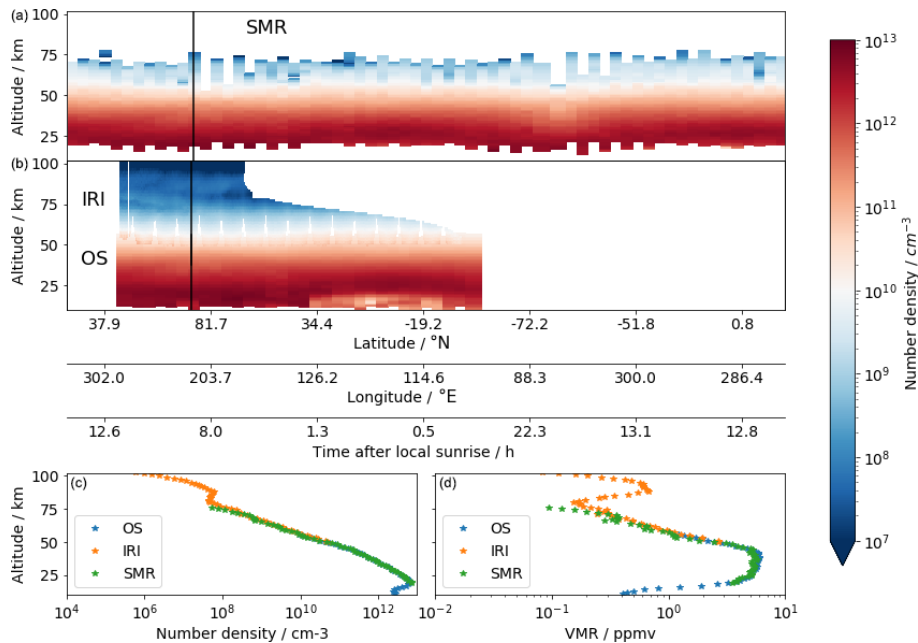 (a)
SMR
100
75
50
25
Altitude / km
(b)
IRI
OS
100
75
50
25
Altitude / km
37.9 81.7 34.4 -19.2 -72.2 -51.8 0.8
Latitude / °N
302.0 203.7 126.2 114.6 88.3 300.0 286.4
Longitude / °E
12.6 8.0 1.3 0.5 22.3 13.1 12.8
Time after local sunrise / h
10^13
10^12
10^11
10^10
10^9
10^8
10^7
Number density / cm^−3
(c)
100
75
50
25
Altitude / km
OS
IRI
SMR
10^4 10^6 10^8 10^10 10^12
Number density / cm-3
(d)
100
75
50
25
Altitude / km
OS
IRI
SMR
10^−2 10^−1 10^0 10^1
VMR / ppmv